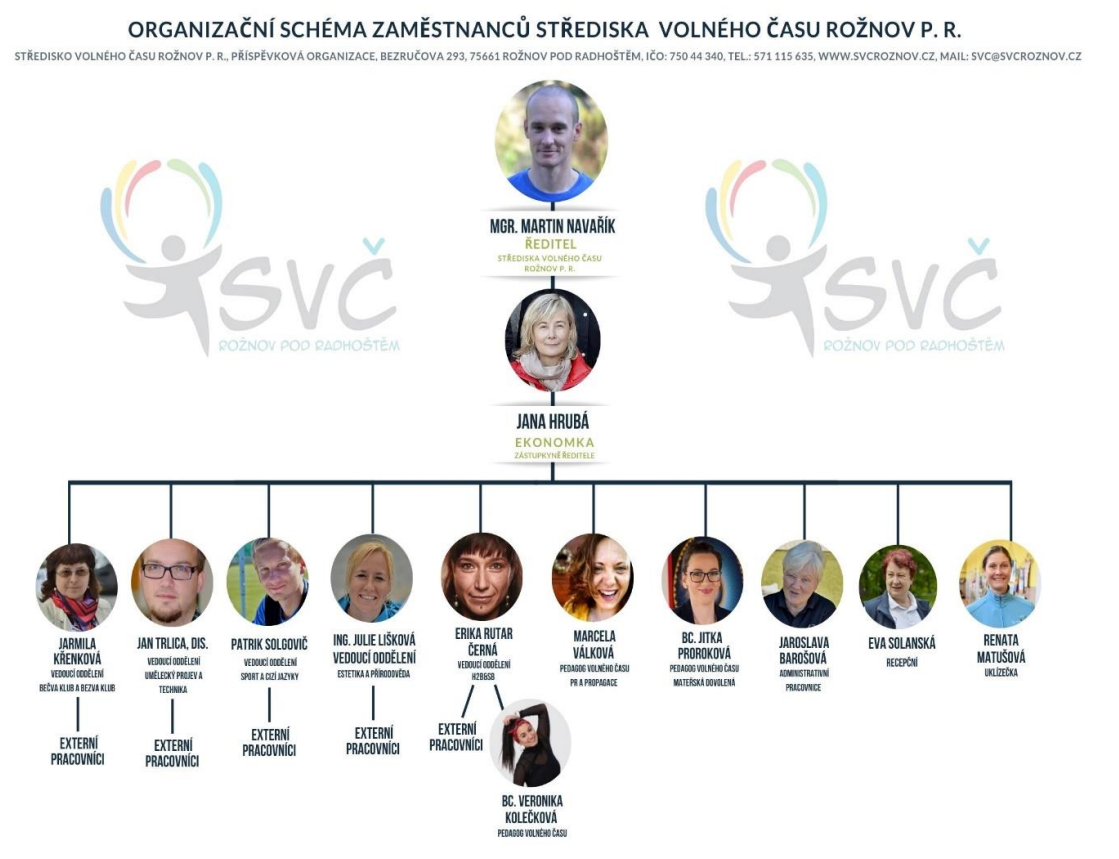 ORGANIZAČNÍ SCHÉMA ZAMĚSTNANCŮ STŘEDISKA VOLNÉHO ČASU ROŽNOV P. R.
STŘEDISKO VOLNÉHO ČASU ROŽNOV P. R., PŘÍSPĚVKOVÁ ORGANIZACE, BEZRUČOVA 293, 75661 ROŽNOV POD RADHOŠTĚM, IČO: 750 44 340, TEL.: 571 115 635, WWW.SVCROZNOV.CZ, MAIL: SVC@SVCROZNOV.CZ
SVČ
ROŽNOV POD RADHOŠTĚM
SVČ
ROŽNOV POD RADHOŠTĚM
MGR. MARTIN NAVAŘÍK
ŘEDITEL
STŘEDISKA VOLNÉHO ČASU
ROŽNOV P. R.
JANA HRUBÁ
EKONOMKA
ZÁSTUPKYNĚ ŘEDITELE
JARMILA
KŘENKOVÁ
VEDOUCÍ ODDĚLENÍ
BEČVA KLUB A BEZVA KLUB
EXTERNÍ
PRACOVNÍCI
JAN TRLICA, DIS.
VEDOUCÍ ODDĚLENÍ
UMĚLECKÝ PROJEV A
TECHNIKA
EXTERNÍ
PRACOVNÍCI
PATRIK SOLGOVIČ
VEDOUCÍ ODDĚLENÍ
SPORT A CIZÍ JAZYKY
EXTERNÍ
PRACOVNÍCI
ING. JULIE LIŠKOVÁ
VEDOUCÍ ODDĚLENÍ
ESTETIKA A PŘÍRODOVĚDA
EXTERNÍ
PRACOVNÍCI
ERIKA RUTAR
ČERNÁ
VEDOUCÍ ODDĚLENÍ
H2B&SB
EXTERNÍ
PRACOVNÍCI
BC. VERONIKA
KOLEČKOVÁ
PEDAGOG VOLNÉHO ČASU
MARCELA
VÁLKOVÁ
PEDAGOG VOLNÉHO ČASU
PR A PROPAGACE
BC. JITKA
PROROKOVÁ
PEDAGOG VOLNÉHO ČASU
MATEŘSKÁ DOVOLENÁ
JAROSLAVA
BAROŠOVÁ
ADMINISTRATIVNÍ
PRACOVNICE
EVA SOLANSKÁ
RECEPČNÍ
RENATA
MATUŠOVÁ
UKLÍZEČKA